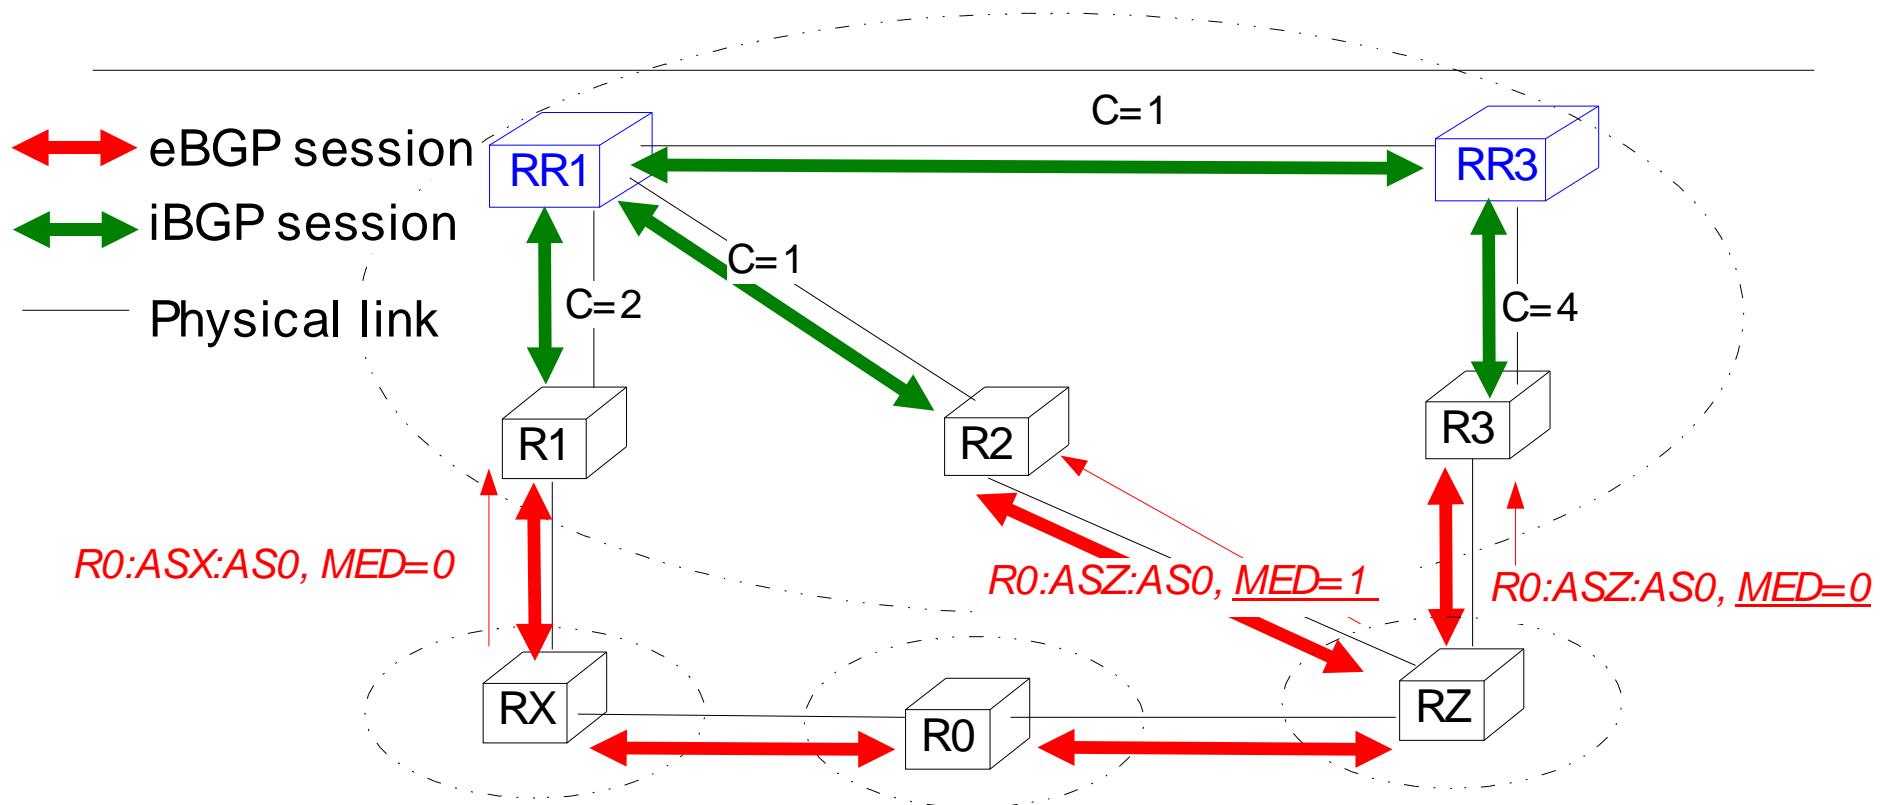 C=1
eBGP session
RR1
RR3
iBGP session
C=1
C=2
C=4
Physical link
R1
R2
R3
R0:ASX:AS0, MED=0
R0:ASZ:AS0, MED=1
R0:ASZ:AS0, MED=0
RX
R0
RZ